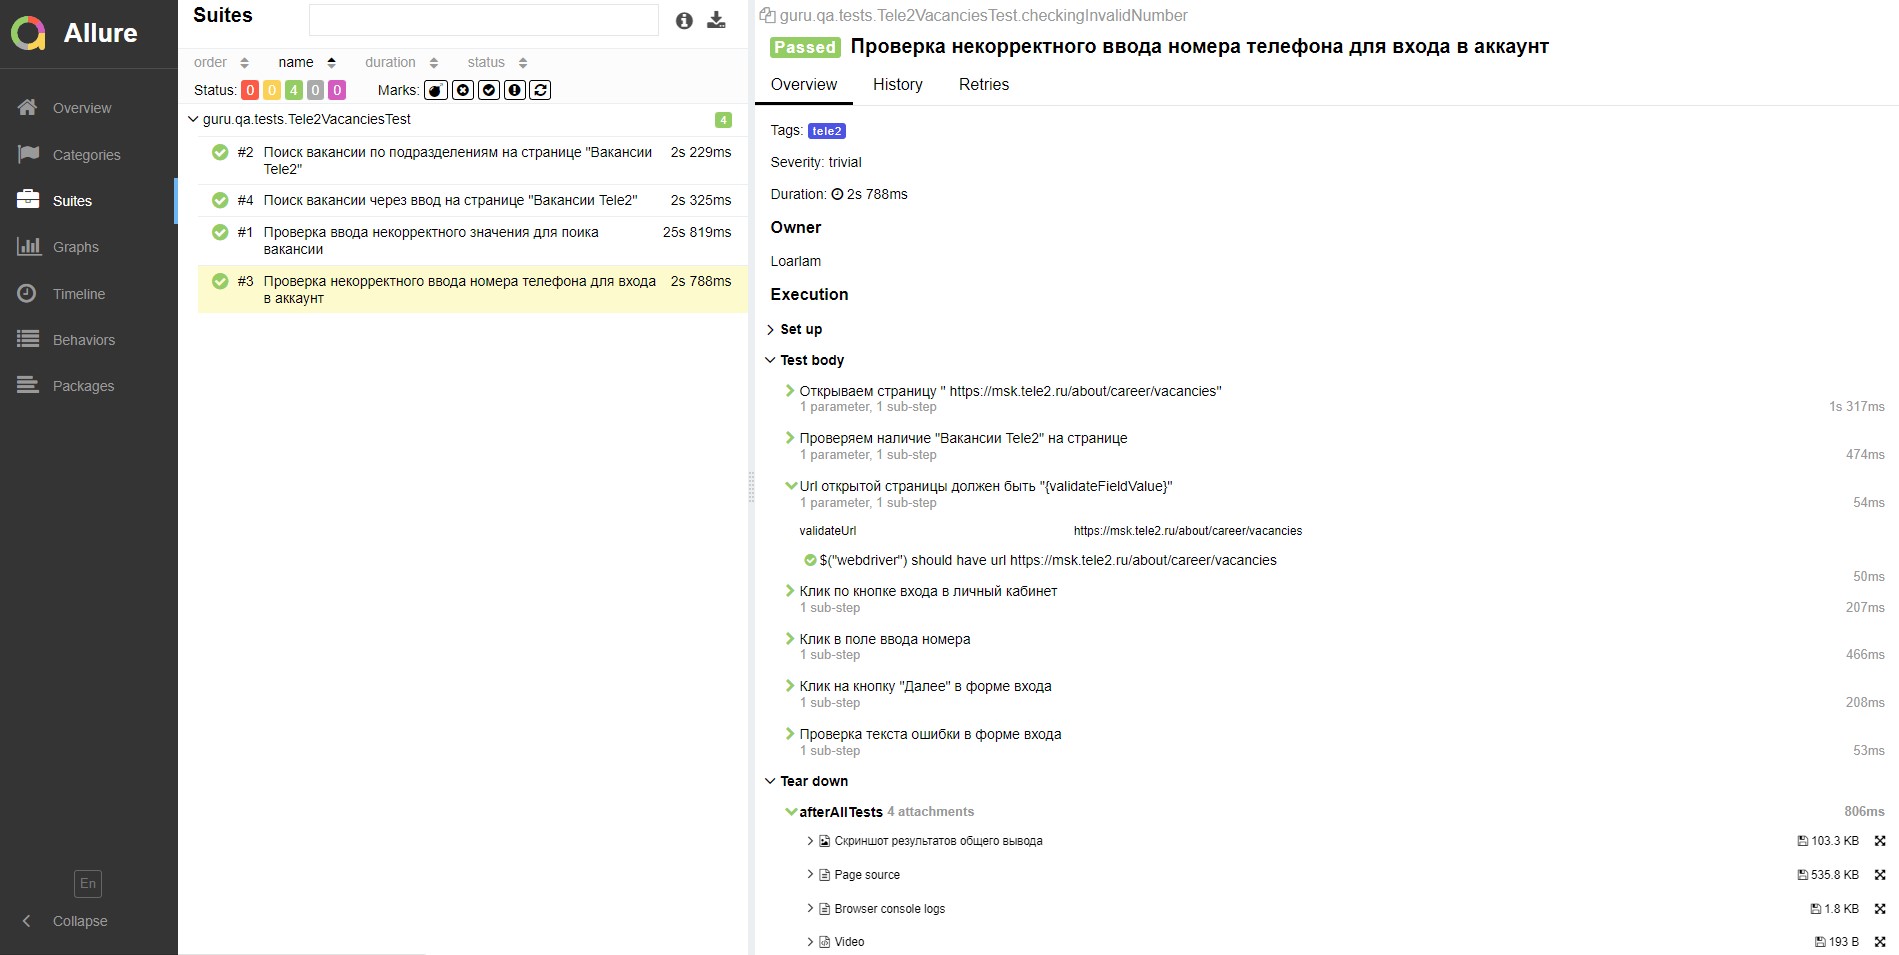 Allure
Overview
Categories
Suites
Graphs
Timeline
Behaviors
Packages
En
Collapse
Suites
order name duration status
Status: 0 0 4 0 0 Marks:
guru.qa.tests.Tele2VacanciesTest 4
#2 Поиск вакансии по подразделениям на странице "Вакансии 2s 229ms
Tele2"
#4 Поиск вакансии через ввод на странице "Вакансии Tele2" 2s 325ms
#1 Проверка ввода некорректного значения для поика 25s 819ms
вакансии
#3 Проверка некорректного ввода номера телефона для входа 2s 788ms
в аккаунт
guru.qa.tests.Tele2VacanciesTest.checkingInvalidNumber
Passed Проверка некорректного ввода номера телефона для входа в аккаунт
Overview History Retries
Tags: tele2
Severity: trivial
Duration: 2s 788ms
Owner
Loarlam
Execution
Set up
Test body
Открываем страницу " https://msk.tele2.ru/about/career/vacancies"
1 parameter, 1 sub-step 1s 317ms
Проверяем наличие "Вакансии Tele2" на странице
1 parameter, 1 sub-step 474ms
Url открытой страницы должен быть "{validateFieldValue}"
1 parameter, 1 sub-step 54ms
validateUrl https://msk.tele2.ru/about/career/vacancies
$("webdriver") should have url https://msk.tele2.ru/about/career/vacancies
50ms
Клик по кнопке входа в личный кабинет
1 sub-step 207ms
Клик в поле ввода номера
1 sub-step 466ms
Клик на кнопку "Далее" в форме входа
1 sub-step 208ms
Проверка текста ошибки в форме входа
1 sub-step 53ms
Tear down
afterAllTests 4 attachments 806ms
Скриншот результатов общего вывода 103.3 KB
Page source 535.8 KB
Browser console logs 1.8 KB
Video 193 B